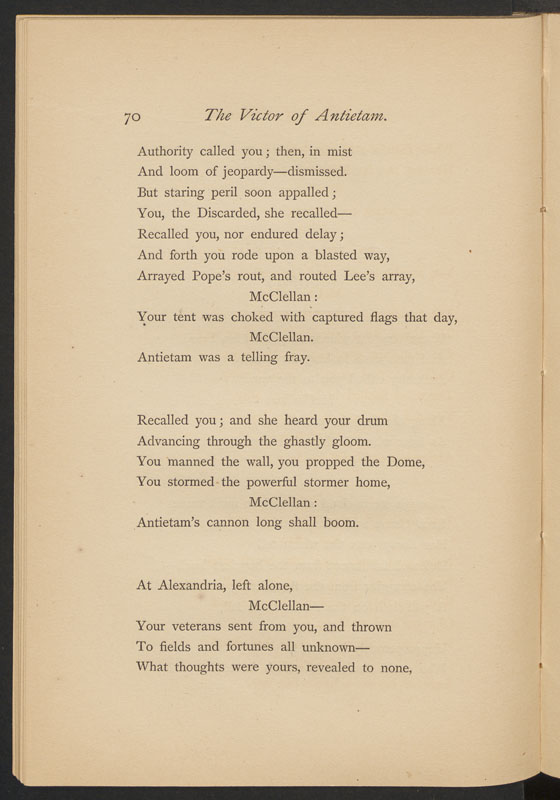 70 The Victor of Antietam.
Authority called you; then, in mist
And loom of jeopardy—dismissed.
But staring peril soon appalled;
You, the Discarded, she recalled—
Recalled you, nor endured delay;
And forth you rode upon a blasted way,
Arrayed Pope's rout, and routed Lee's array,
McClellan:
Your tent was choked with captured flags that day,
McClellan.
Antietam was a telling fray.
Recalled you; and she heard your drum
Advancing through the ghastly gloom.
You manned the wall, you propped the Dome,
You stormed the powerful stormer home,
McClellan:
Antietam's cannon long shall boom.
At Alexandria, left alone,
McClellan—
Your veterans sent from you, and thrown
To fields and fortunes all unknown—
What thoughts were yours, revealed to none,